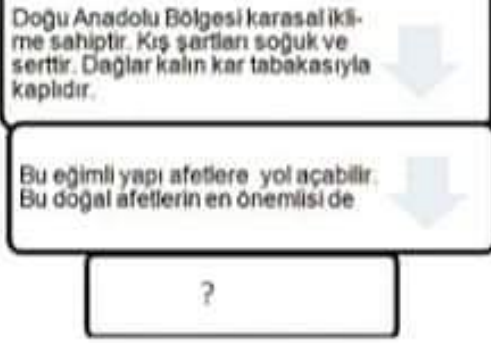 Doğu Anadolu Bölgesi karasal ikli-
me sahiptir. Kış şartları soğuk ve
serttir. Dağlar kalın kar tabakasıyla
kaplıdır.
Bu eğimli yapı afetlere yol açabilir.
Bu doğal afetlerin en önemlisi de
?